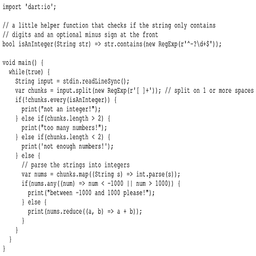 import 'dart:io';

// a little helper function that checks if the string only contains
// digits and an optional minus sign at the front
bool isAnInteger(String str) => str.contains(new RegExp(r'^-?\d+$'));

void main() {
  while(true) {
    String input = stdin.readLineSync();
    var chunks = input.split(new RegExp(r'[ ]+')); // split on 1 or more spaces
    if(!chunks.every(isAnInteger)) {
      print("not an integer!");
    } else if(chunks.length > 2) {
      print("too many numbers!");
    } else if(chunks.length < 2) {
      print('not enough numbers!');
    } else {
      // parse the strings into integers
      var nums = chunks.map((String s) => int.parse(s));
      if(nums.any((num) => num < -1000 || num > 1000)) {
        print("between -1000 and 1000 please!");
      } else {
        print(nums.reduce((a, b) => a + b));
      }
    }
  }
}